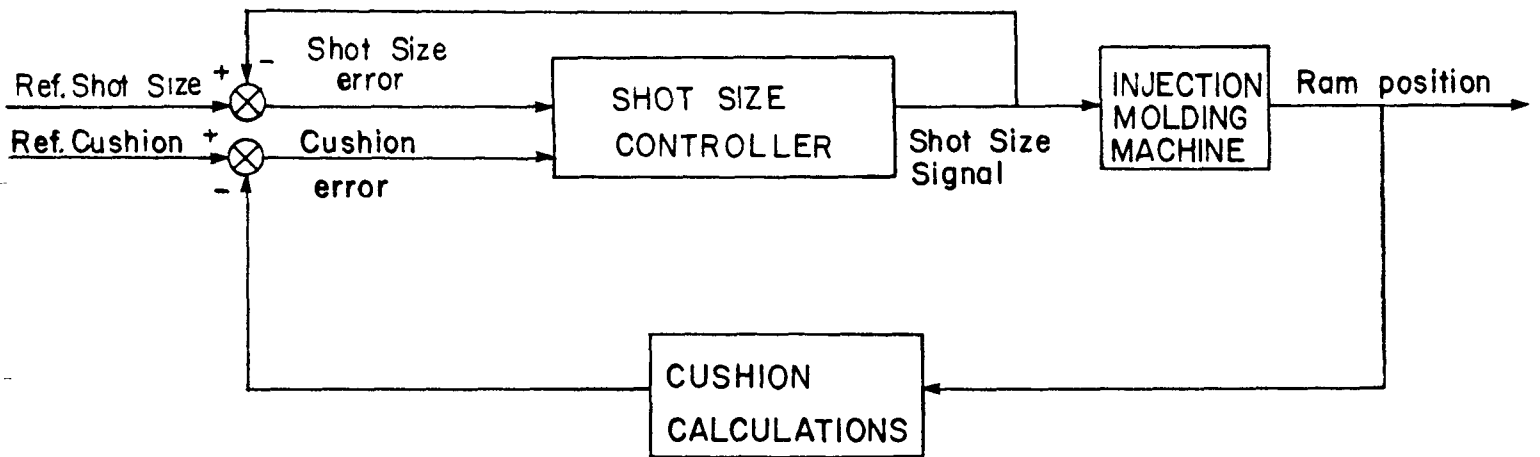 Ref. Shot Size
+
-
Shot Size
error
Ref. Cushion
+
-
Cushion
error
SHOT SIZE
CONTROLLER
Shot Size
Signal
INJECTION
MOLDING
MACHINE
Ram position
CUSHION
CALCULATIONS